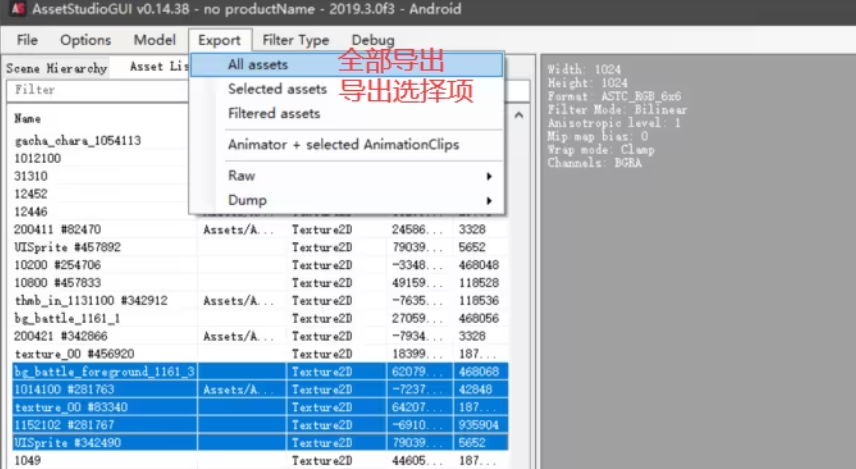 AssetStudioGUI v0.14.38 - no productName - 2019.3.0f3 - Android
File Options Model Export Filter Type Debug
Scene Hierarchy Asset Lis
All assets 全部导出
Selected assets 导出选择项
Filtered assets
Animator + selected AnimationClips
Raw
Dump
Filter
Name
gacha_chara_1054113
1012100
31310
12452
12446
200411 #82470 Assets/A... Texture2D 24586... 3328
UISprite #457892 Texture2D 79039... 5652
10200 #254706 Texture2D -3348... 468048
10800 #457833 Texture2D 49159... 118528
thmb_in_1131100 #342912 Assets/A... Texture2D -7635... 118536
bg_battle_1161_1 Texture2D 27059... 468056
200421 #342866 Assets/A... Texture2D -7934... 3328
texture_00 #456920 Texture2D 18399... 187...
bg_battle_foreground_1161_3 Texture2D 62079... 468068
1014100 #281763 Assets/A... Texture2D -7237... 42848
texture_00 #83340 Texture2D 64207... 187...
1152102 #281767 Texture2D -6910... 935904
UISprite #342490 Texture2D 79039... 5652
1049 Texture2D 44605... 187...
Width: 1024
Height: 1024
Format: ASTC_RGB_6x6
Filter Mode: Bilinear
Anisotropic level: 1
Mip map bias: 0
Wrap mode: Clamp
Channels: BGRA